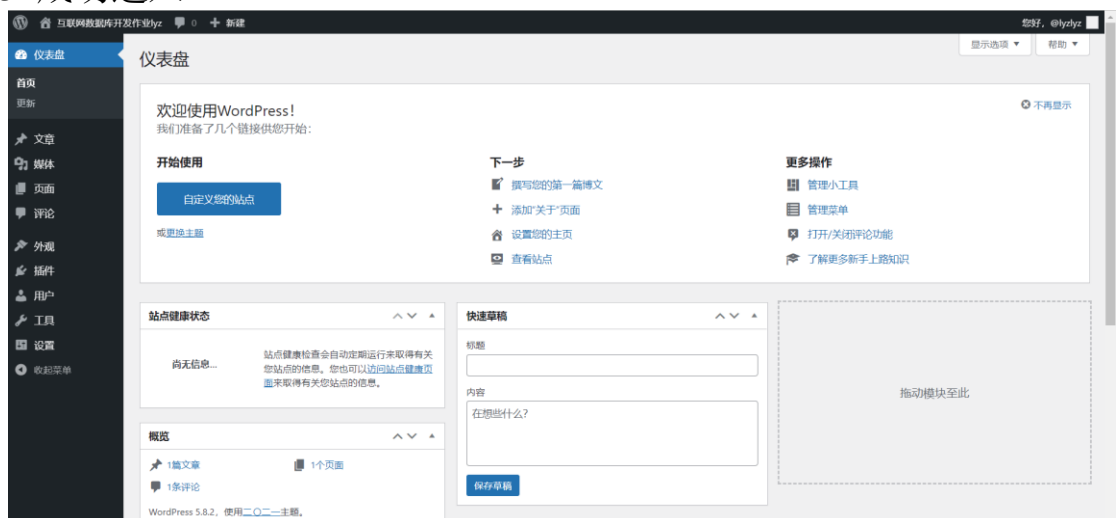 互联网数据库开发作业lyz 0 新建 您好，@lyzlyz
显示选项 帮助
仪表盘
首页
更新
文章
媒体
页面
评论
外观
插件
用户
工具
设置
收起菜单
仪表盘
欢迎使用WordPress!
不再显示
我们准备了几个链接供您开始：
开始使用
自定义您的站点
或更换主题
下一步
撰写您的第一篇博文
添加"关于"页面
设置您的主页
查看站点
更多操作
管理小工具
管理菜单
打开/关闭评论功能
了解更多新手上路知识
站点健康状态
尚无信息...
站点健康检查会自动定期运行来取得有关
您站点的信息。您也可以访问站点健康页
面来取得有关您站点的信息。
概览
1篇文章 1个页面
1条评论
WordPress 5.8.2，使用二〇二一主题。
快速草稿
标题
内容
在想些什么？
保存草稿
拖动模块至此